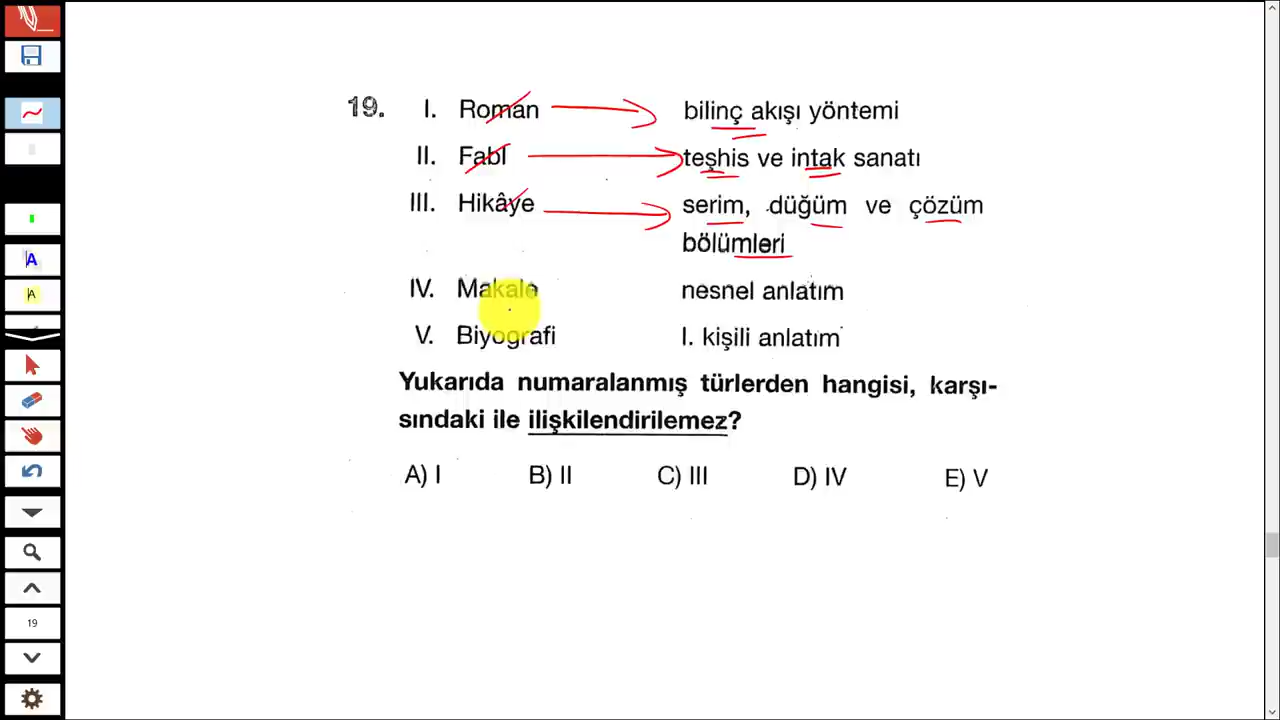 19. I. Roman bilinç akışı yöntemi
II. Fabl teşhis ve intak sanatı
III. Hikâye serim, düğüm ve çözüm
bölümleri
IV. Makale nesnel anlatım
V. Biyografi I. kişili anlatım
Yukarıda numaralanmış türlerden hangisi, karşı-
sındaki ile ilişkilendirilemez?
A) I B) II C) III D) IV E) V
A
A
19